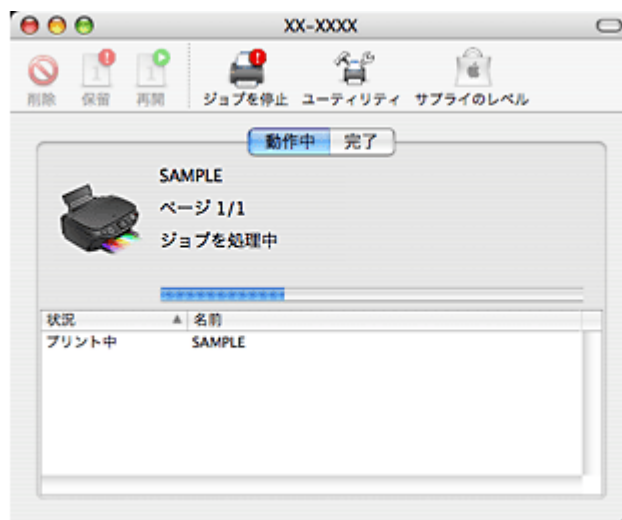 XX-XXXX
削除 保留 再開 ジョブを停止 ユーティリティ サプライのレベル
動作中 完了
SAMPLE
ページ 1/1
ジョブを処理中
状況 名前
プリント中 SAMPLE